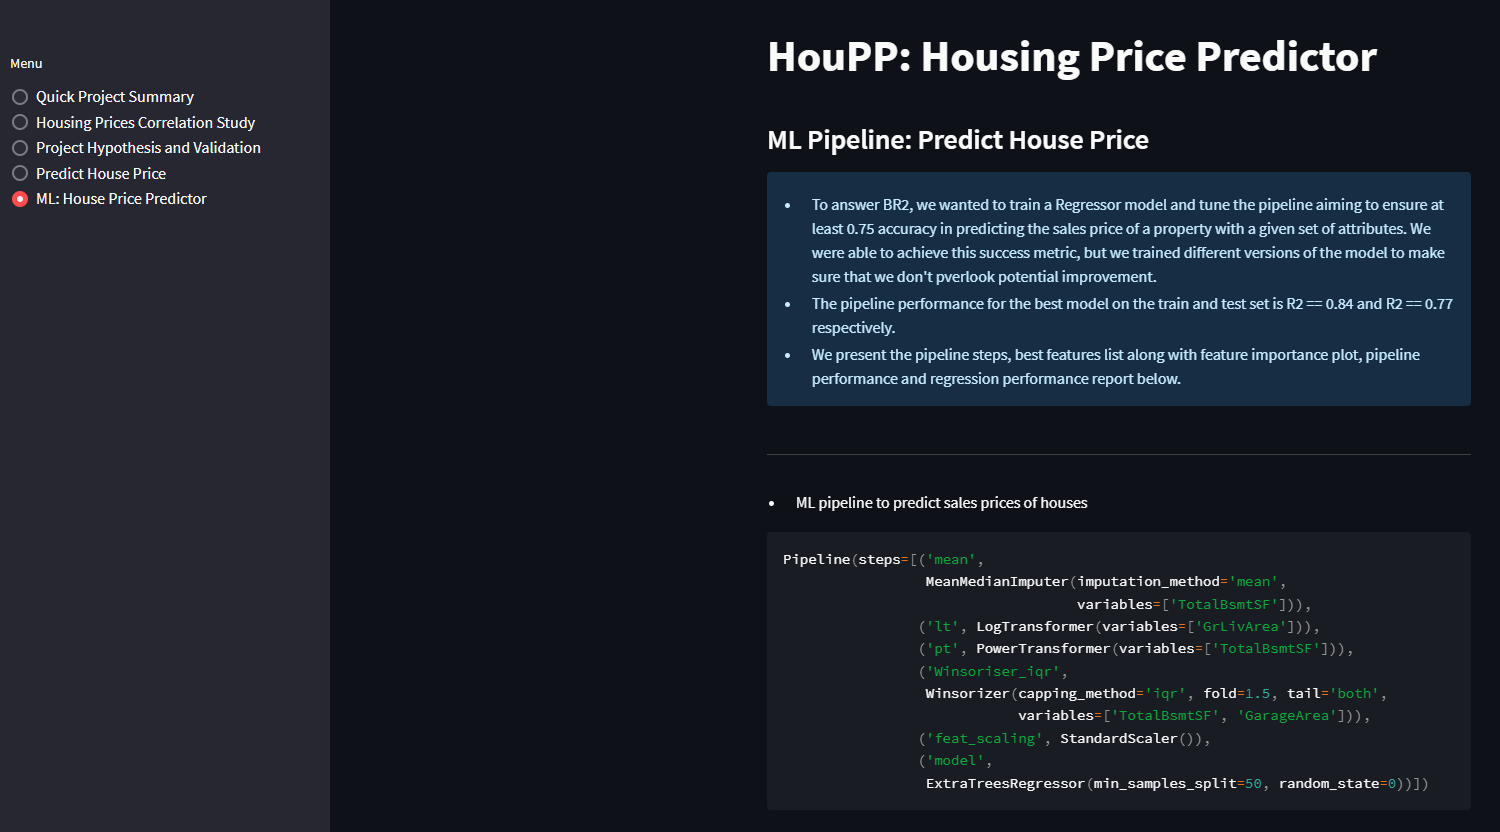 Menu
Quick Project Summary
Housing Prices Correlation Study
Project Hypothesis and Validation
Predict House Price
ML: House Price Predictor
HouPP: Housing Price Predictor
ML Pipeline: Predict House Price
• To answer BR2, we wanted to train a Regressor model and tune the pipeline aiming to ensure at
least 0.75 accuracy in predicting the sales price of a property with a given set of attributes. We
were able to achieve this success metric, but we trained different versions of the model to make
sure that we don't pverlook potential improvement.
• The pipeline performance for the best model on the train and test set is R2 == 0.84 and R2 == 0.77
respectively.
• We present the pipeline steps, best features list along with feature importance plot, pipeline
performance and regression performance report below.
• ML pipeline to predict sales prices of houses
Pipeline(steps=[('mean',
MeanMedianImputer(imputation_method='mean',
variables=['TotalBsmtSF'])),
('lt', LogTransformer(variables=['GrLivArea'])),
('pt', PowerTransformer(variables=['TotalBsmtSF'])),
('Winsoriser_iqr',
Winsorizer(capping_method='iqr', fold=1.5, tail='both',
variables=['TotalBsmtSF', 'GarageArea'])),
('feat_scaling', StandardScaler()),
('model',
ExtraTreesRegressor(min_samples_split=50, random_state=0))])